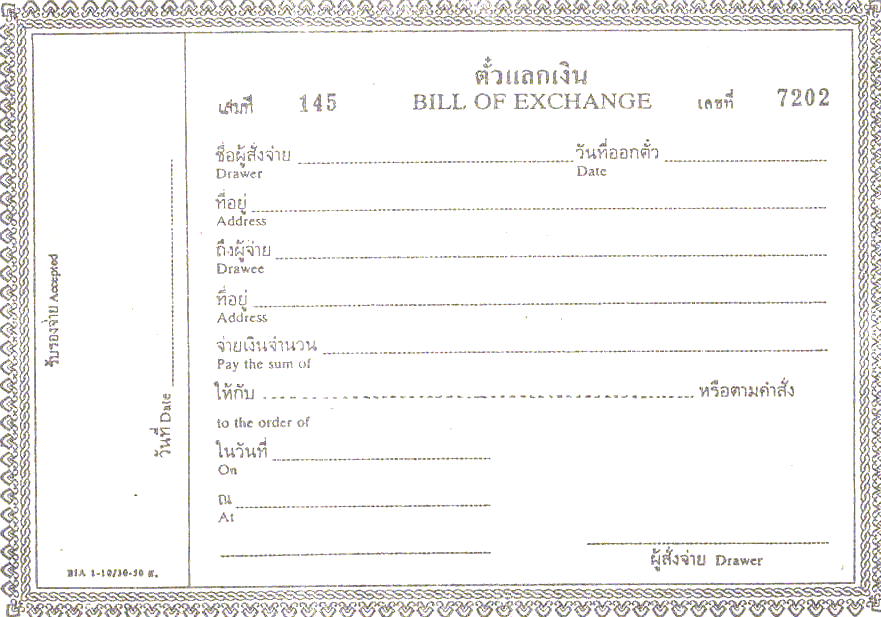 ตั๋วแลกเงิน
เล่มที่ 145 BILL OF EXCHANGE เลขที่ 7202
ชื่อผู้สั่งจ่าย วันที่ออกตั๋ว
Drawer Date
ที่อยู่
Address
ถึงผู้จ่าย
Drawee
ที่อยู่
Address
จ่ายเงินจำนวน
Pay the sum of
ให้กับ หรือตามคำสั่ง
to the order of
ในวันที่
On
ณ
At
ผู้สั่งจ่าย Drawer
รับรองจ่าย Accepted
วันที่ Date
BIA 1-10/30-50 ส.